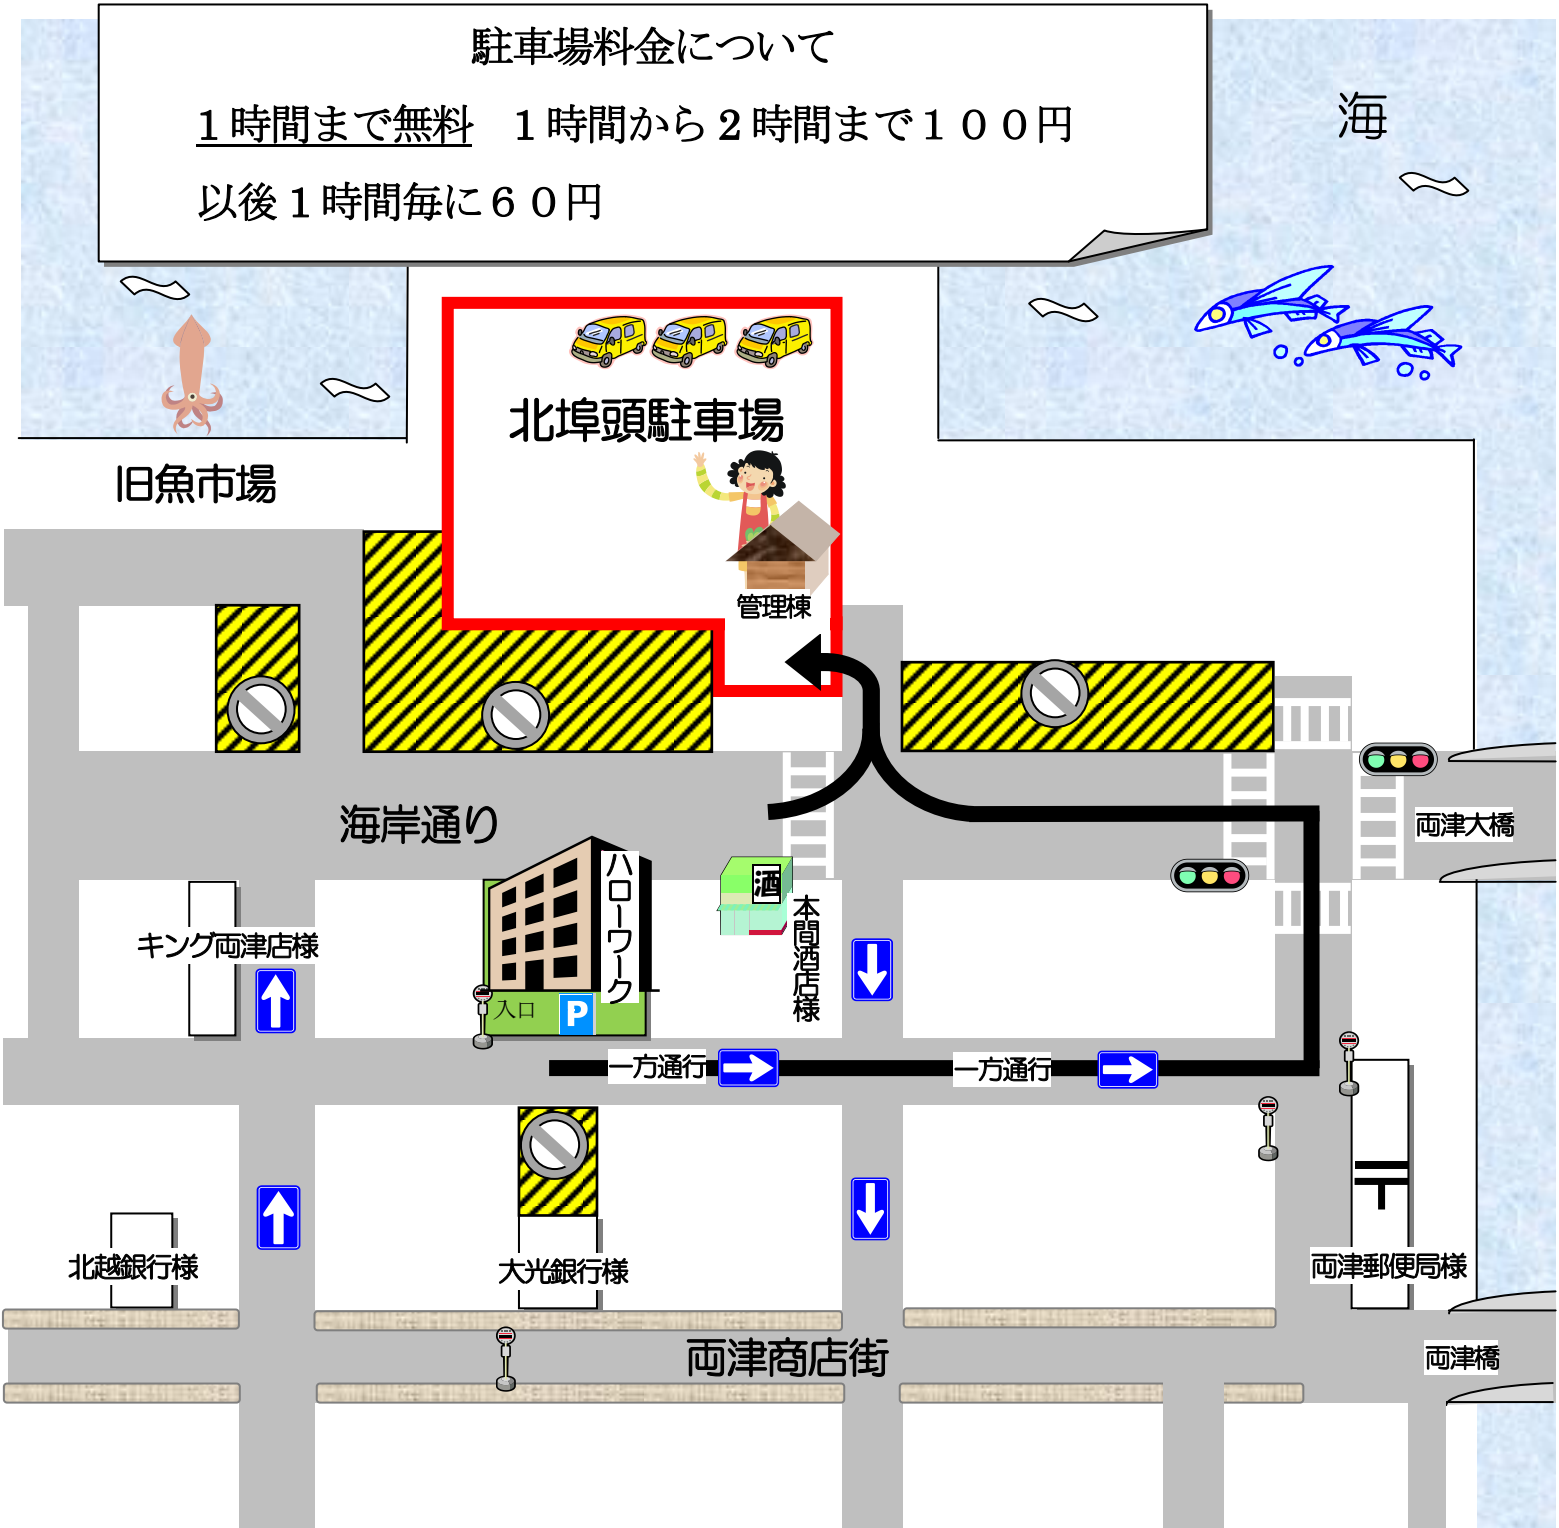 駐車場料金について
１時間まで無料　１時間から２時間まで１００円
以後１時間毎に６０円
海
北埠頭駐車場
旧魚市場
管理棟
海岸通り
両津大橋
ハローワーク
酒
本間酒店様
キング両津店様
入口
P
一方通行
一方通行
〒
北越銀行様
大光銀行様
両津郵便局様
両津商店街
両津橋